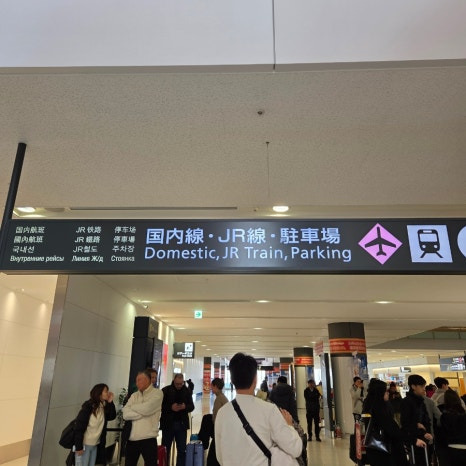 国内航班 JR 铁路 停车场
國內航班 JR 鐵路 停車場
국내선 JR철도 주차장
Внутренние рейсы Линия Ж/д Стоянка
国内線・JR線・駐車場
Domestic, JR Train, Parking